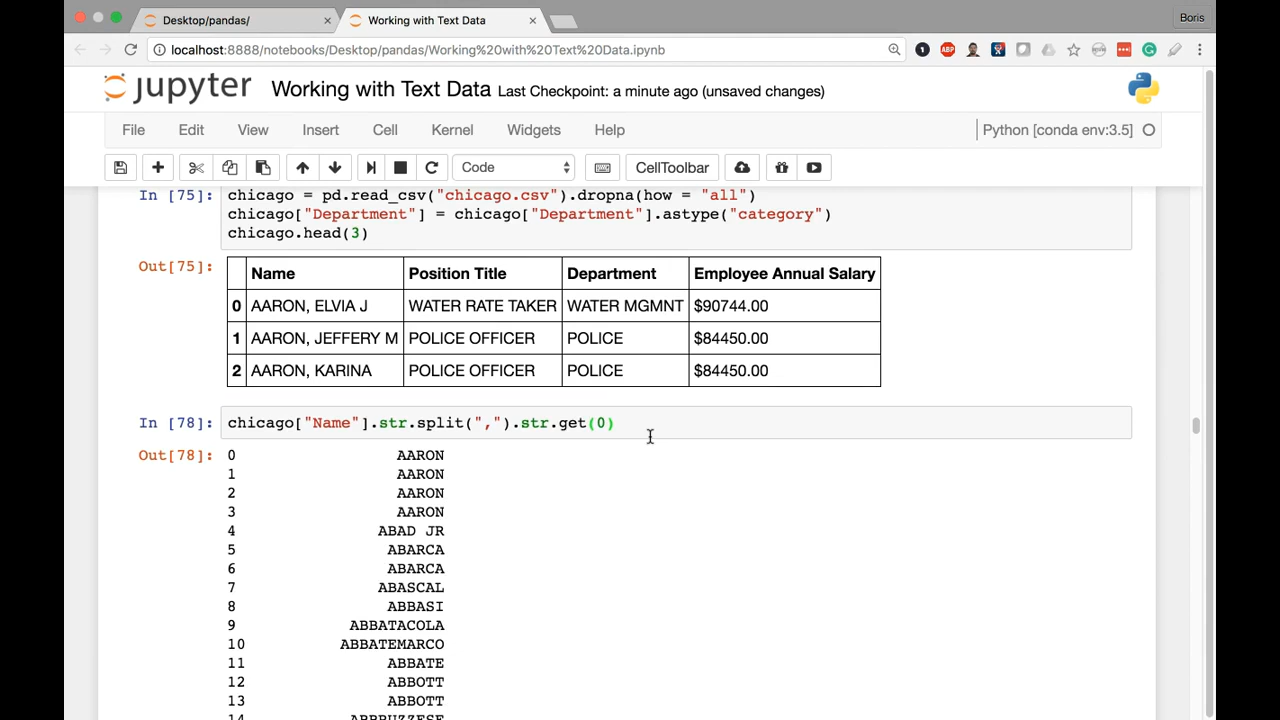 Desktop/pandas/
Working with Text Data
Boris
localhost:8888/notebooks/Desktop/pandas/Working%20with%20Text%20Data.ipynb
jupyter Working with Text Data Last Checkpoint: a minute ago (unsaved changes)
File Edit View Insert Cell Kernel Widgets Help Python [conda env:3.5]
Code CellToolbar
In [75]: chicago = pd.read_csv("chicago.csv").dropna(how = "all")
chicago["Department"] = chicago["Department"].astype("category")
chicago.head(3)
Out[75]: Name Position Title Department Employee Annual Salary
0 AARON, ELVIA J WATER RATE TAKER WATER MGMNT $90744.00
1 AARON, JEFFERY M POLICE OFFICER POLICE $84450.00
2 AARON, KARINA POLICE OFFICER POLICE $84450.00
In [78]: chicago["Name"].str.split(",").str.get(0)
Out[78]: 0 AARON
1 AARON
2 AARON
3 AARON
4 ABAD JR
5 ABARCA
6 ABARCA
7 ABASCAL
8 ABBASI
9 ABBATACOLA
10 ABBATEMARCO
11 ABBATE
12 ABBOTT
13 ABBOTT